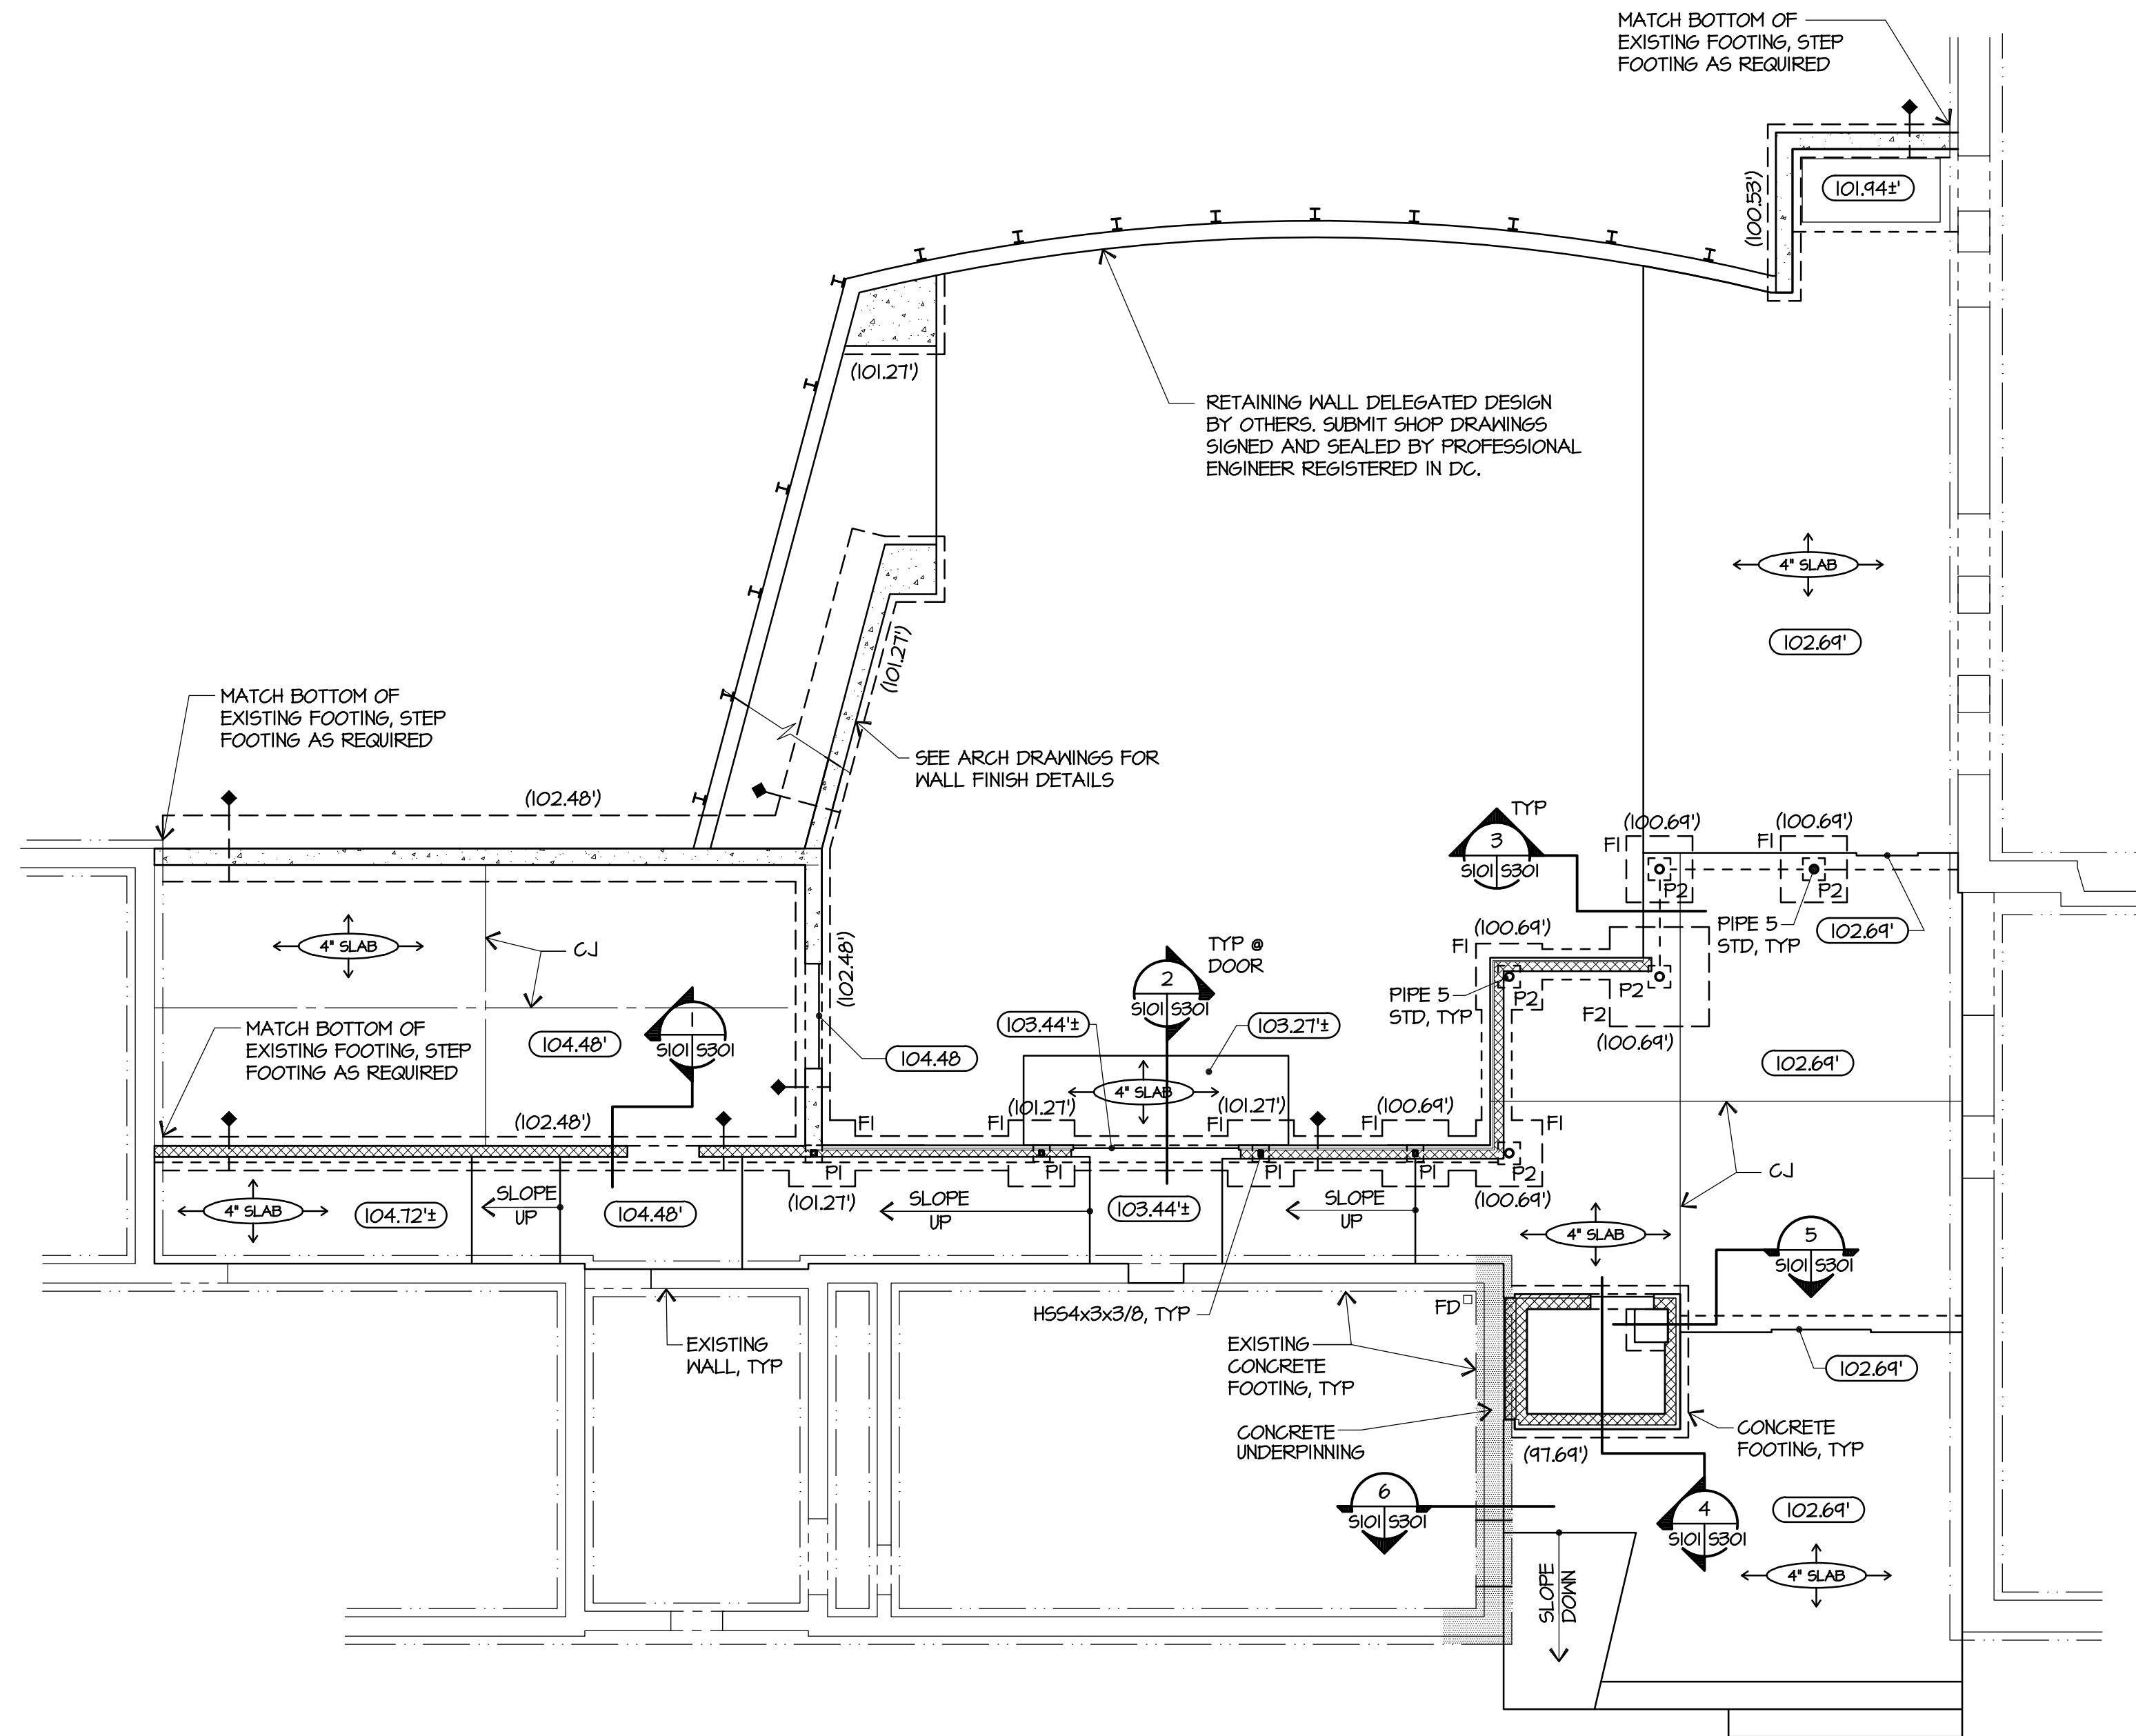 MATCH BOTTOM OF
EXISTING FOOTING, STEP
FOOTING AS REQUIRED
101.94±'
(100.53')
(101.27')
RETAINING WALL DELEGATED DESIGN
BY OTHERS. SUBMIT SHOP DRAWINGS
SIGNED AND SEALED BY PROFESSIONAL
ENGINEER REGISTERED IN DC.
4" SLAB
102.69'
(101.27')
MATCH BOTTOM OF
EXISTING FOOTING, STEP
FOOTING AS REQUIRED
SEE ARCH DRAWINGS FOR
WALL FINISH DETAILS
(102.48')
TYP
3
S101 S301
(100.69')
(100.69')
F1
F1
P2
P2
PIPE 5
STD, TYP
102.69'
4" SLAB
CJ
(102.48')
TYP @
DOOR
2
S101 S301
(100.69')
F1
PIPE 5
STD, TYP
P2
P2
F2
(100.69')
MATCH BOTTOM OF
EXISTING FOOTING, STEP
FOOTING AS REQUIRED
104.48'
S101 S301
104.48
103.44'±
103.27'±
102.69'
4" SLAB
(102.48')
F1
F1
(101.27')
F1
(101.27')
F1
(100.69')
F1
CJ
P1
P1
P1
P1
P2
(101.27')
(100.69')
4" SLAB
104.72'±
SLOPE
UP
104.48'
SLOPE
UP
103.44'±
SLOPE
UP
4" SLAB
5
S101 S301
HSS4x3x3/8, TYP
FD
EXISTING
WALL, TYP
EXISTING
CONCRETE
FOOTING, TYP
102.69'
CONCRETE
UNDERPINNING
CONCRETE
FOOTING, TYP
(97.69')
6
S101 S301
4
S101 S301
102.69'
4" SLAB
SLOPE
DOWN